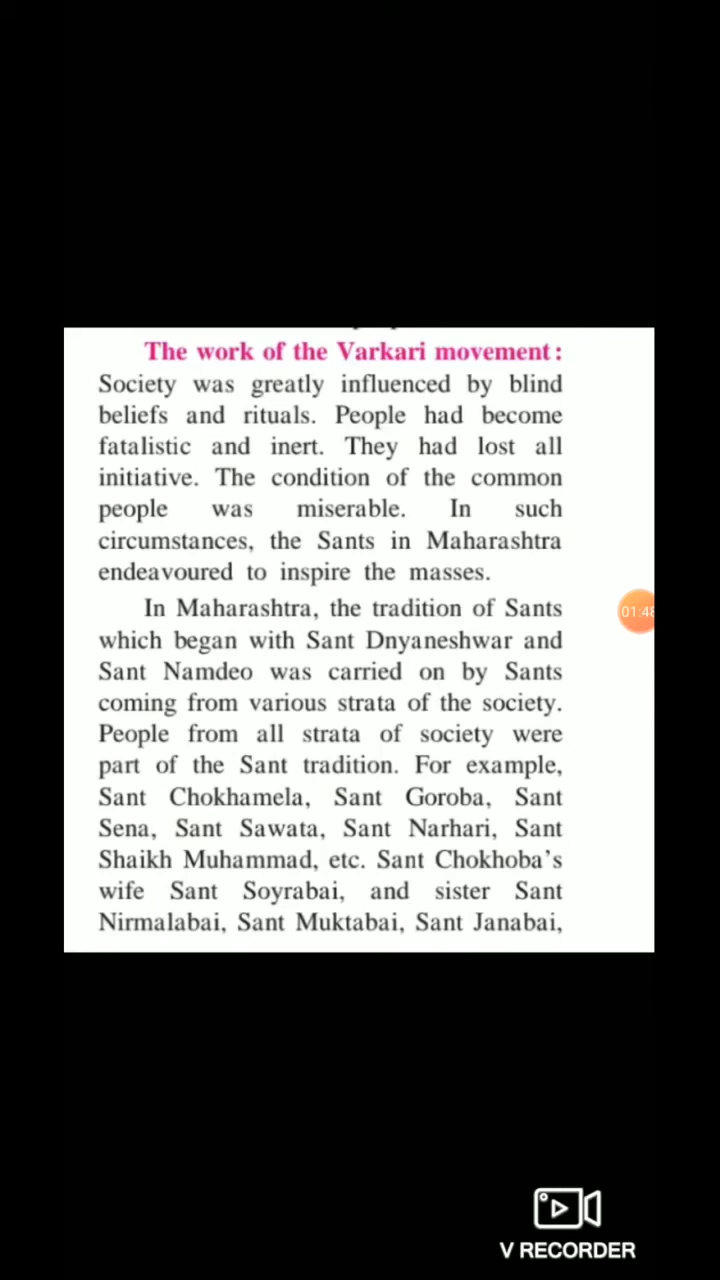 The work of the Varkari movement:
Society was greatly influenced by blind
beliefs and rituals. People had become
fatalistic and inert. They had lost all
initiative. The condition of the common
people was miserable. In such
circumstances, the Sants in Maharashtra
endeavoured to inspire the masses.
In Maharashtra, the tradition of Sants
which began with Sant Dnyaneshwar and
Sant Namdeo was carried on by Sants
coming from various strata of the society.
People from all strata of society were
part of the Sant tradition. For example,
Sant Chokhamela, Sant Goroba, Sant
Sena, Sant Sawata, Sant Narhari, Sant
Shaikh Muhammad, etc. Sant Chokhoba’s
wife Sant Soyrabai, and sister Sant
Nirmalabai, Sant Muktabai, Sant Janabai,
01:48
V RECORDER